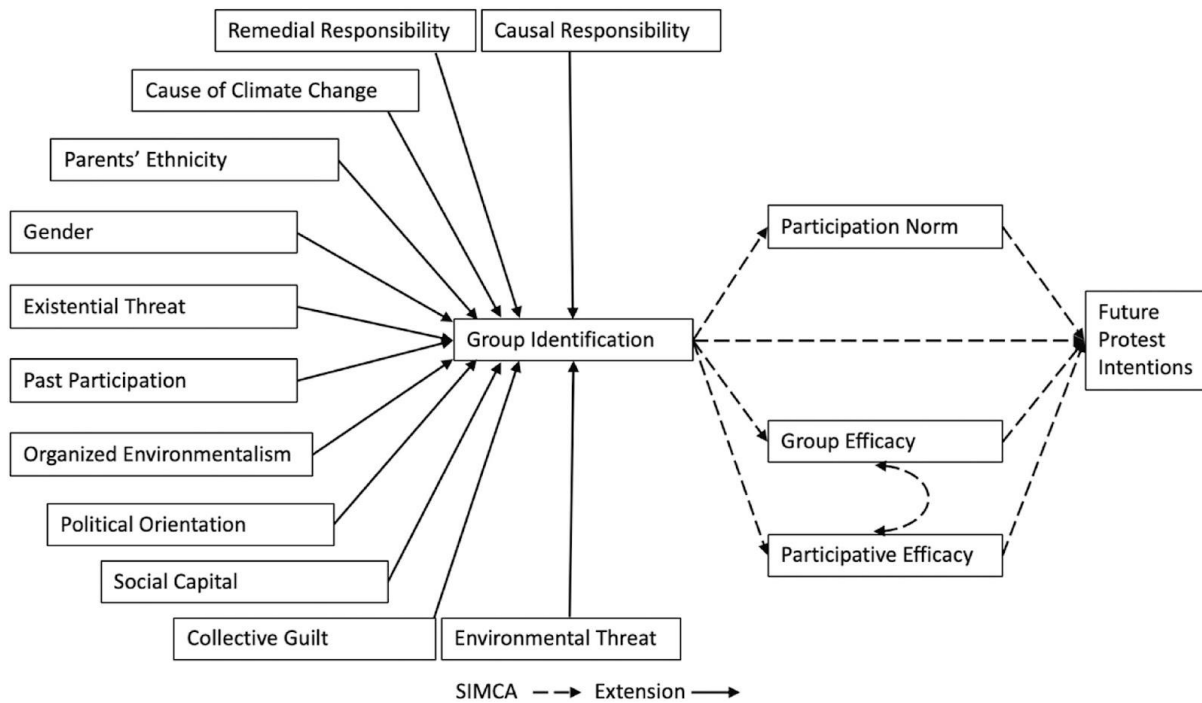 Remedial Responsibility
Causal Responsibility
Cause of Climate Change
Parents’ Ethnicity
Gender
Existential Threat
Past Participation
Organized Environmentalism
Political Orientation
Social Capital
Collective Guilt
Environmental Threat
Group Identification
Participation Norm
Group Efficacy
Participative Efficacy
Future
Protest
Intentions
SIMCA
Extension